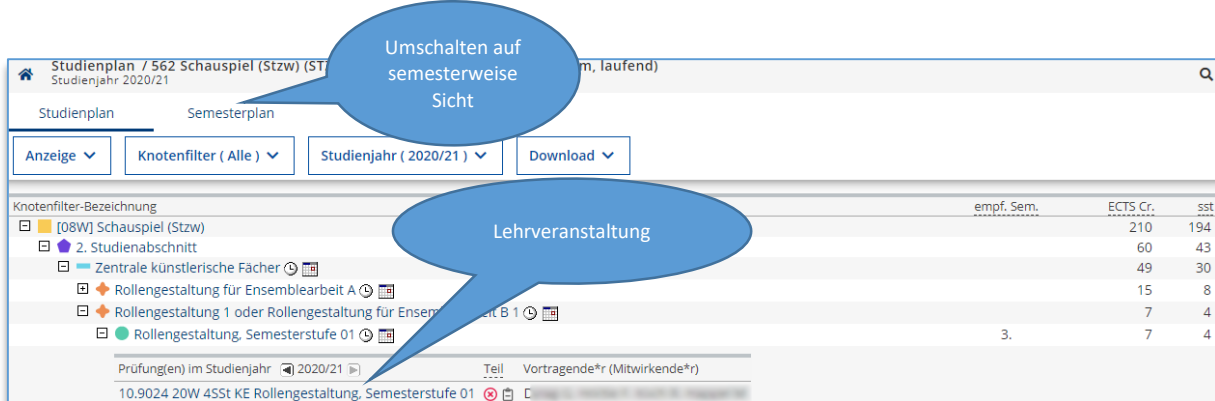 Umschalten auf
semesterweise
Sicht
Studienplan / 562 Schauspiel (Stzw) (ST m, laufend)
Studienjahr 2020/21
Studienplan Semesterplan
Anzeige Knotenfilter ( Alle ) Studienjahr ( 2020/21 ) Download
Knotenfilter-Bezeichnung empf. Sem. ECTS Cr. sst
[08W] Schauspiel (Stzw) 210 194
Lehrveranstaltung
2. Studienabschnitt 60 43
Zentrale künstlerische Fächer 49 30
Rollengestaltung für Ensemblearbeit A 15 8
Rollengestaltung 1 oder Rollengestaltung für Ensem eit B 1 7 4
Rollengestaltung, Semesterstufe 01 3. 7 4
Prüfung(en) im Studienjahr 2020/21 Teil Vortragende*r (Mitwirkende*r)
10.9024 20W 4SSt KE Rollengestaltung, Semesterstufe 01